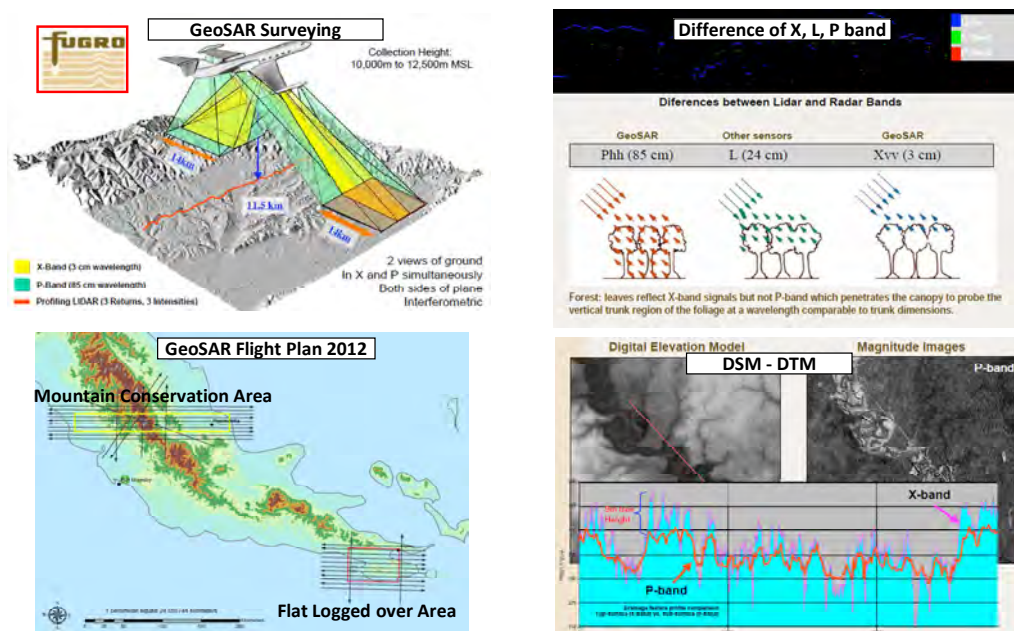 FUGRO
GeoSAR Surveying
Collection Height:
10,000m to 12,500m MSL
14km
11.5 km
14km
X-Band (3 cm wavelength)
P-Band (85 cm wavelength)
Profiling LIDAR (3 Returns, 3 Intensities)
2 views of ground
In X and P simultaneously
Both sides of plane
Interferometric
Difference of X, L, P band
Diferences between Lidar and Radar Bands
GeoSAR Other sensors GeoSAR
Phh (85 cm) L (24 cm) Xvv (3 cm)
Forest: leaves reflect X-band signals but not P-band which penetrates the canopy to probe the
vertical trunk region of the foliage at a wavelength comparable to trunk dimensions.
GeoSAR Flight Plan 2012
Mountain Conservation Area
Flat Logged over Area
Digital Elevation Model Magnitude Images
DSM - DTM
P-band
X-band
Height
P-band